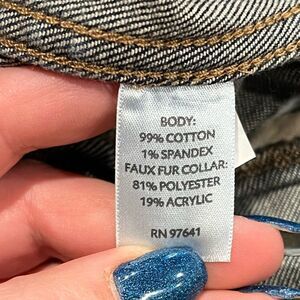 BODY:
99% COTTON
1% SPANDEX
FAUX FUR COLLAR:
81% POLYESTER
19% ACRYLIC
RN 97641